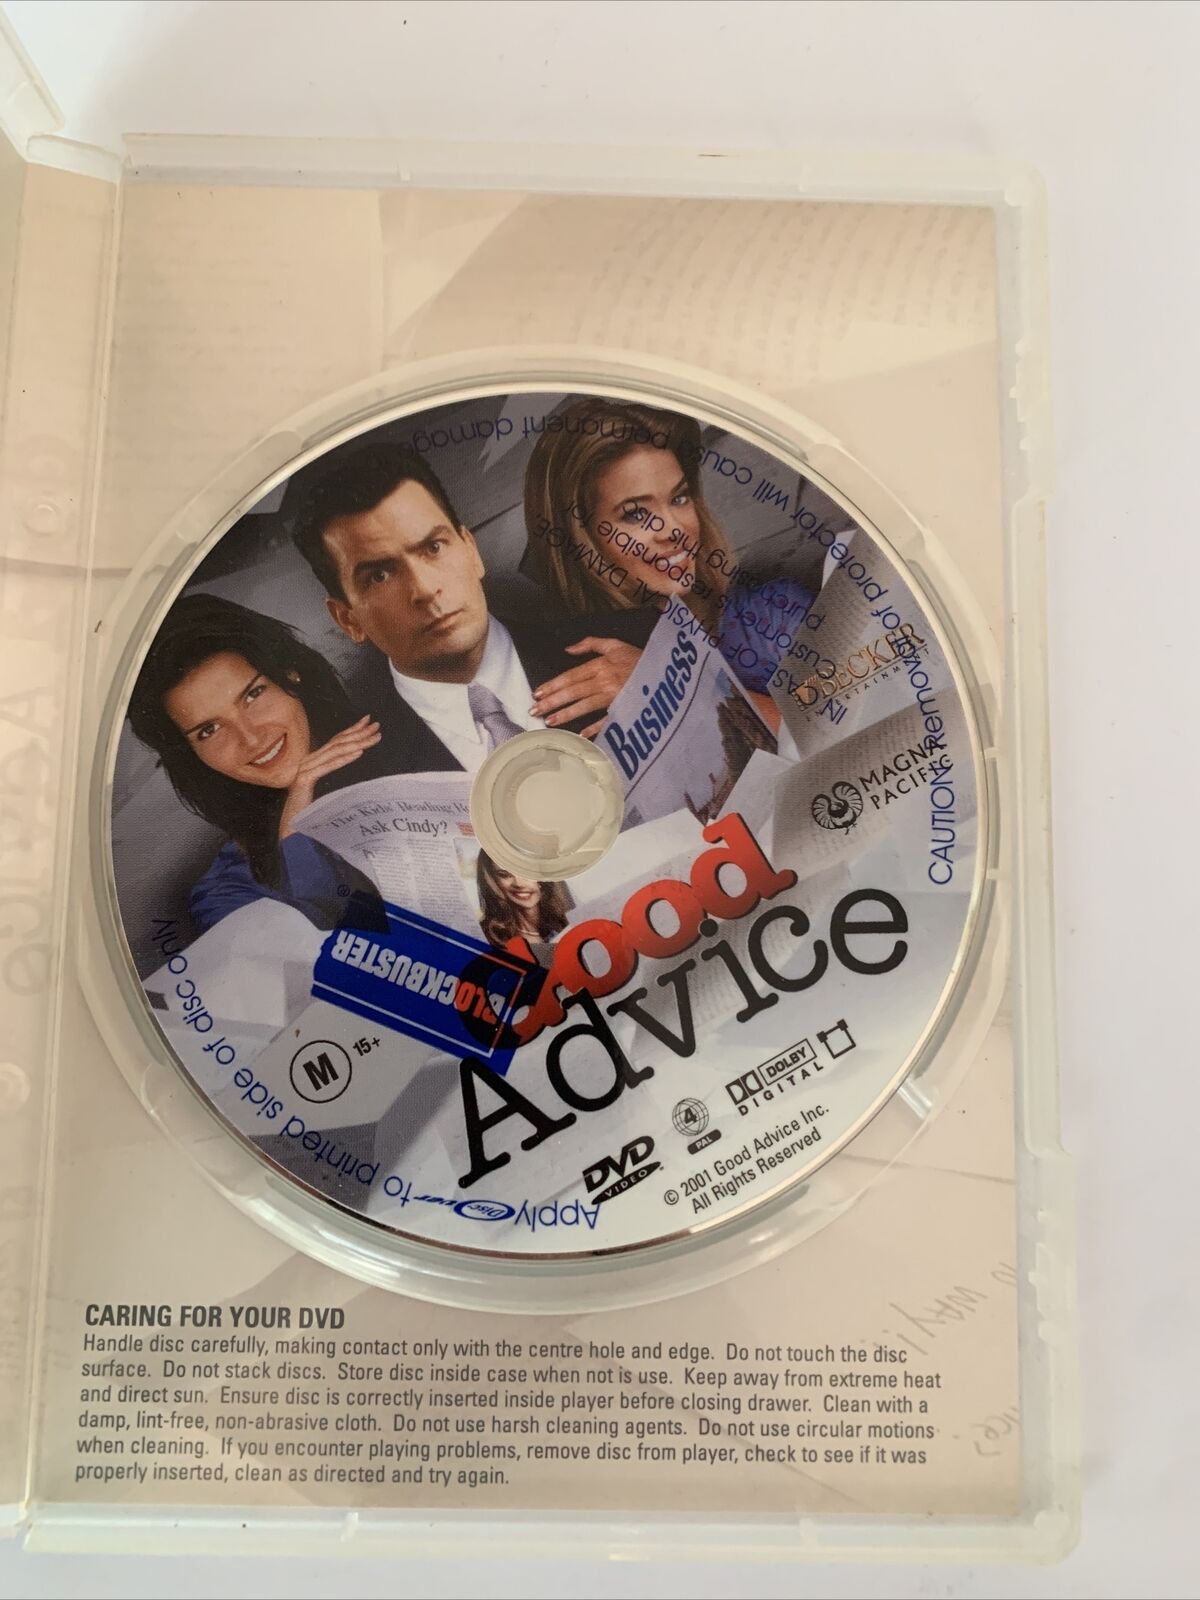 CAUTION: Removal of protector will cause permanent damage
IN CASE OF PHYSICAL DAMAGE,
Customer is responsible for
purchasing this disc
BECKER
ENTERTAINMENT
MAGNA
PACIFIC
Business
Ask Cindy?
BLOCKBUSTER®
Good
Advice
M 15+
DVD
VIDEO
4
PAL
DOLBY
DIGITAL
© 2001 Good Advice Inc.
All Rights Reserved
Apply Disc over to printed side of disc only
CARING FOR YOUR DVD
Handle disc carefully, making contact only with the centre hole and edge. Do not touch the disc
surface. Do not stack discs. Store disc inside case when not is use. Keep away from extreme heat
and direct sun. Ensure disc is correctly inserted inside player before closing drawer. Clean with a
damp, lint-free, non-abrasive cloth. Do not use harsh cleaning agents. Do not use circular motions
when cleaning. If you encounter playing problems, remove disc from player, check to see if it was
properly inserted, clean as directed and try again.